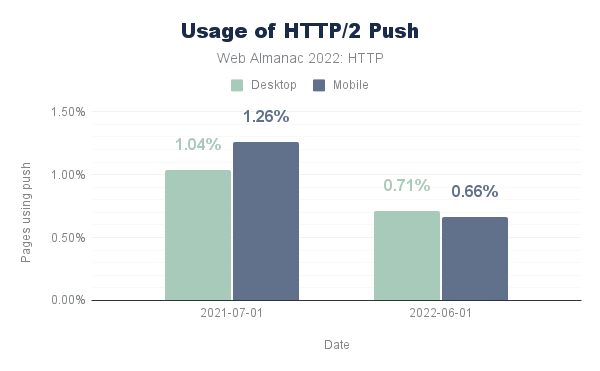 Usage of HTTP/2 Push
Web Almanac 2022: HTTP
Desktop Mobile
1.50%
1.00%
0.50%
0.00%
Pages using push
1.04%
1.26%
0.71%
0.66%
2021-07-01
2022-06-01
Date